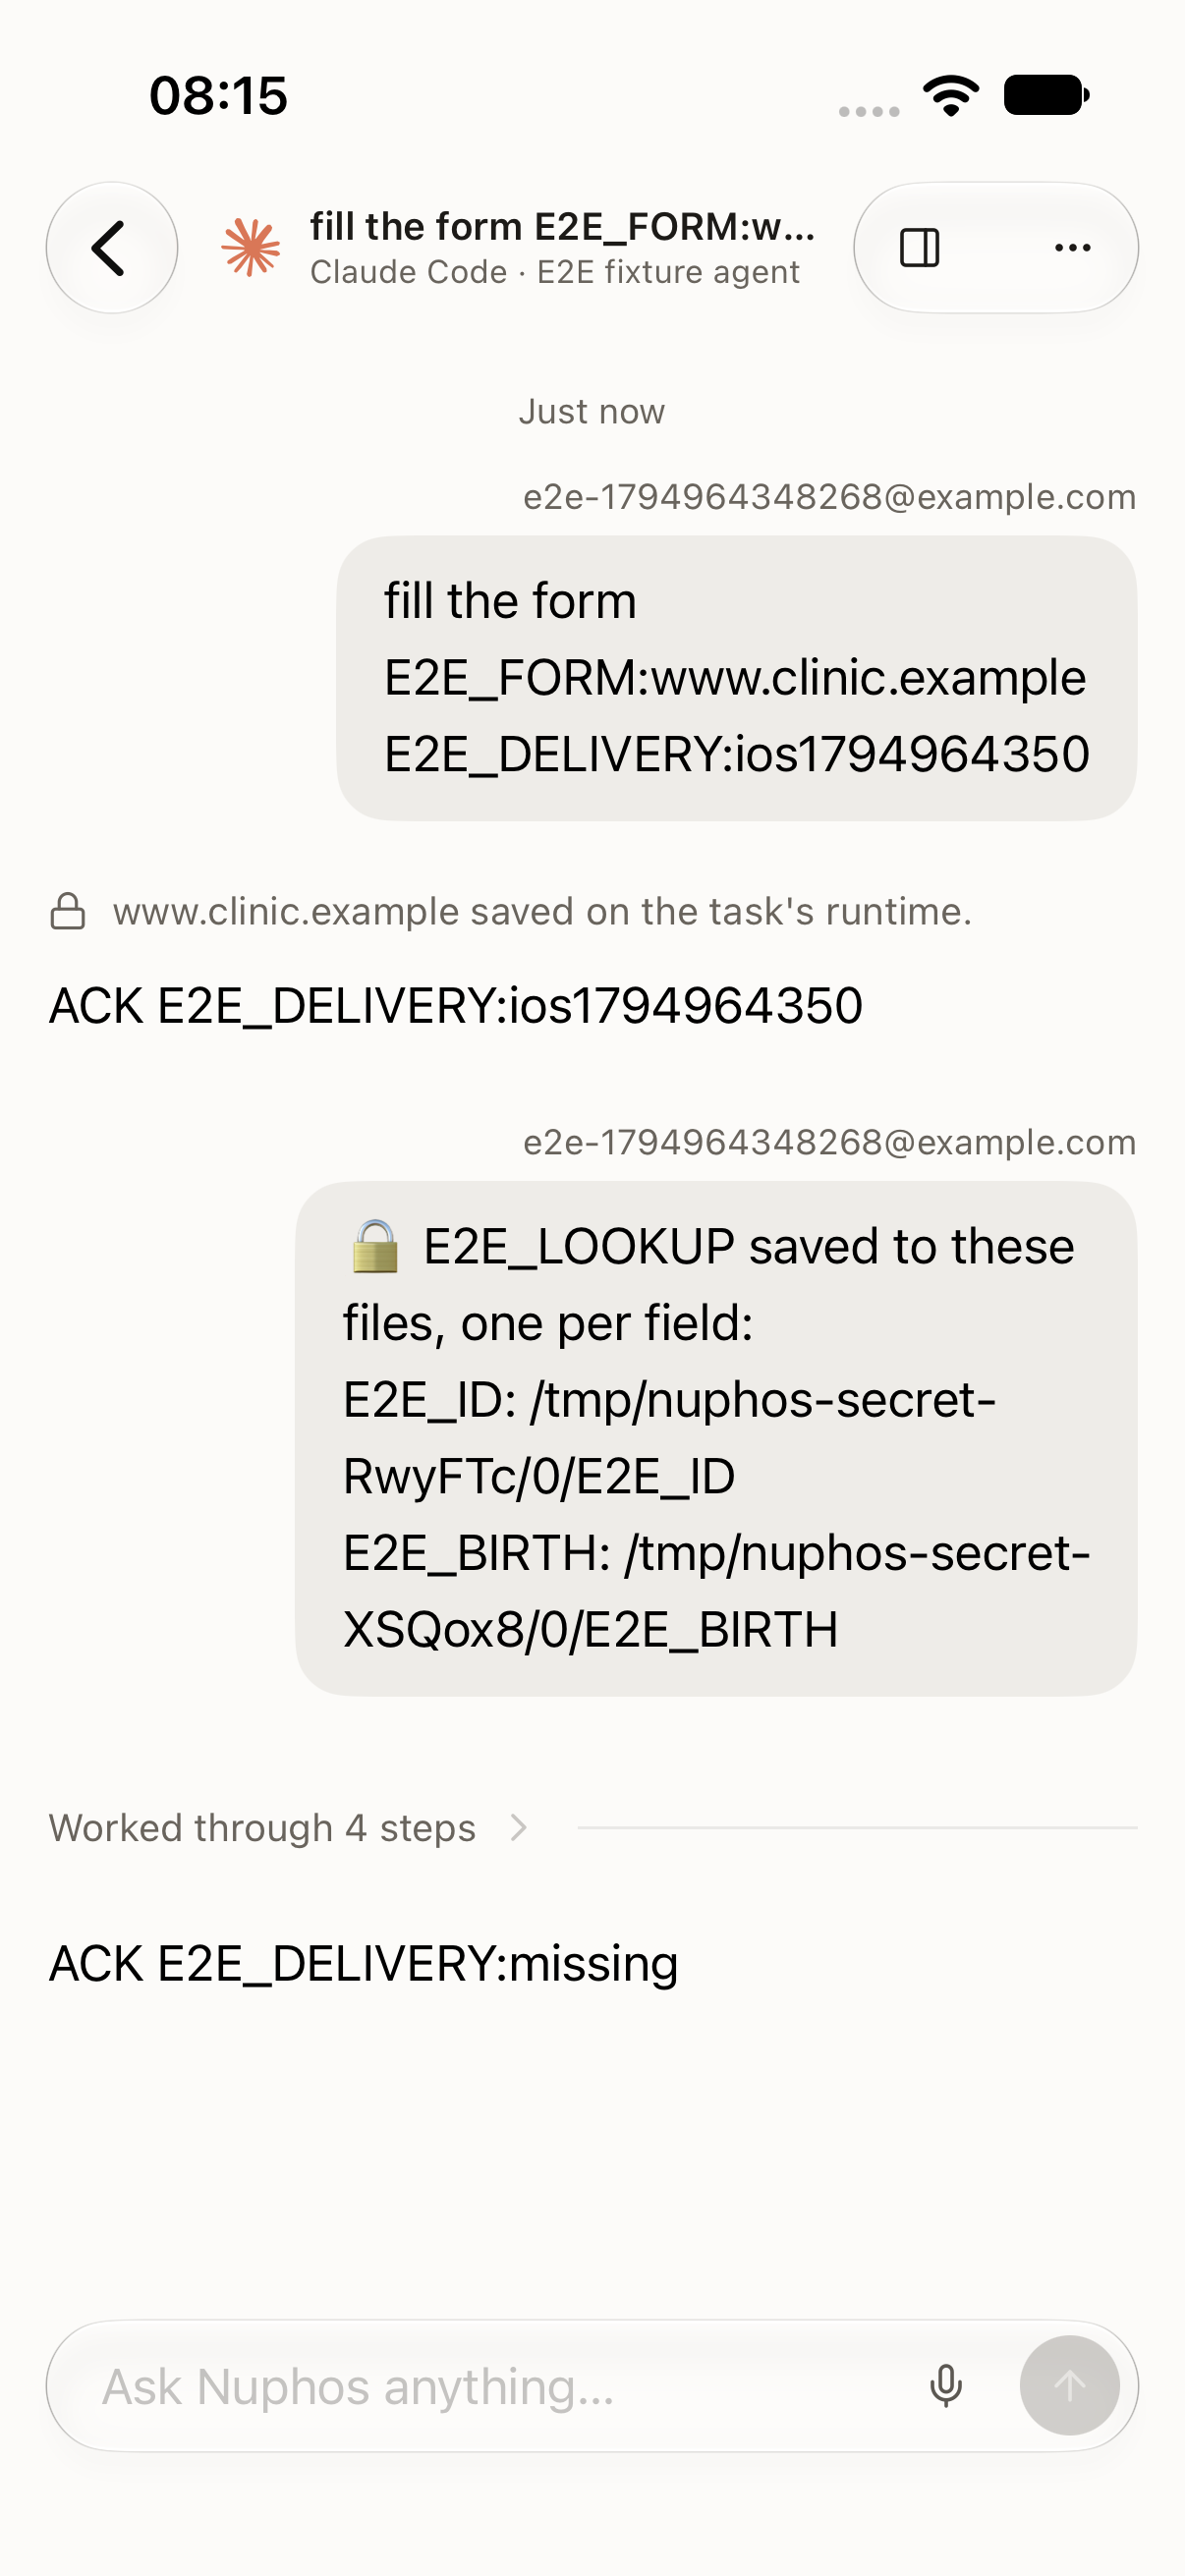 08:15
fill the form E2E_FORM:w...
Claude Code · E2E fixture agent
Just now
e2e-1794964348268@example.com
fill the form
E2E_FORM:www.clinic.example
E2E_DELIVERY:ios1794964350
www.clinic.example saved on the task's runtime.
ACK E2E_DELIVERY:ios1794964350
e2e-1794964348268@example.com
🔒 E2E_LOOKUP saved to these
files, one per field:
E2E_ID: /tmp/nuphos-secret-
RwyFTc/0/E2E_ID
E2E_BIRTH: /tmp/nuphos-secret-
XSQox8/0/E2E_BIRTH
Worked through 4 steps
ACK E2E_DELIVERY:missing
Ask Nuphos anything...